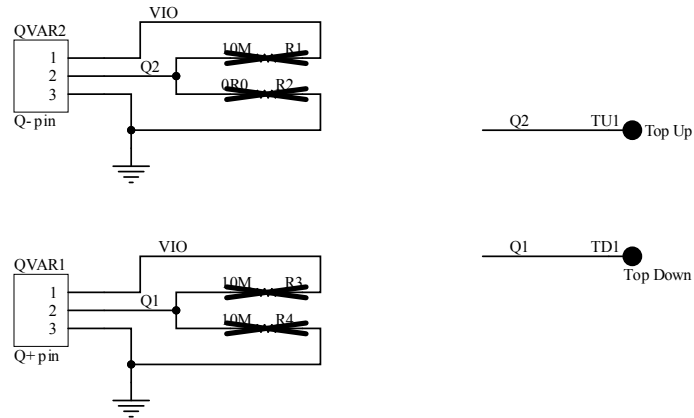 VIO
QVAR2
10M R1
1
Q2
2
0R0 R2
3
Q- pin
Q2 TU1 Top Up
VIO
QVAR1
10M R3
1
Q1
2
10M R4
3
Q+ pin
Q1 TD1
Top Down